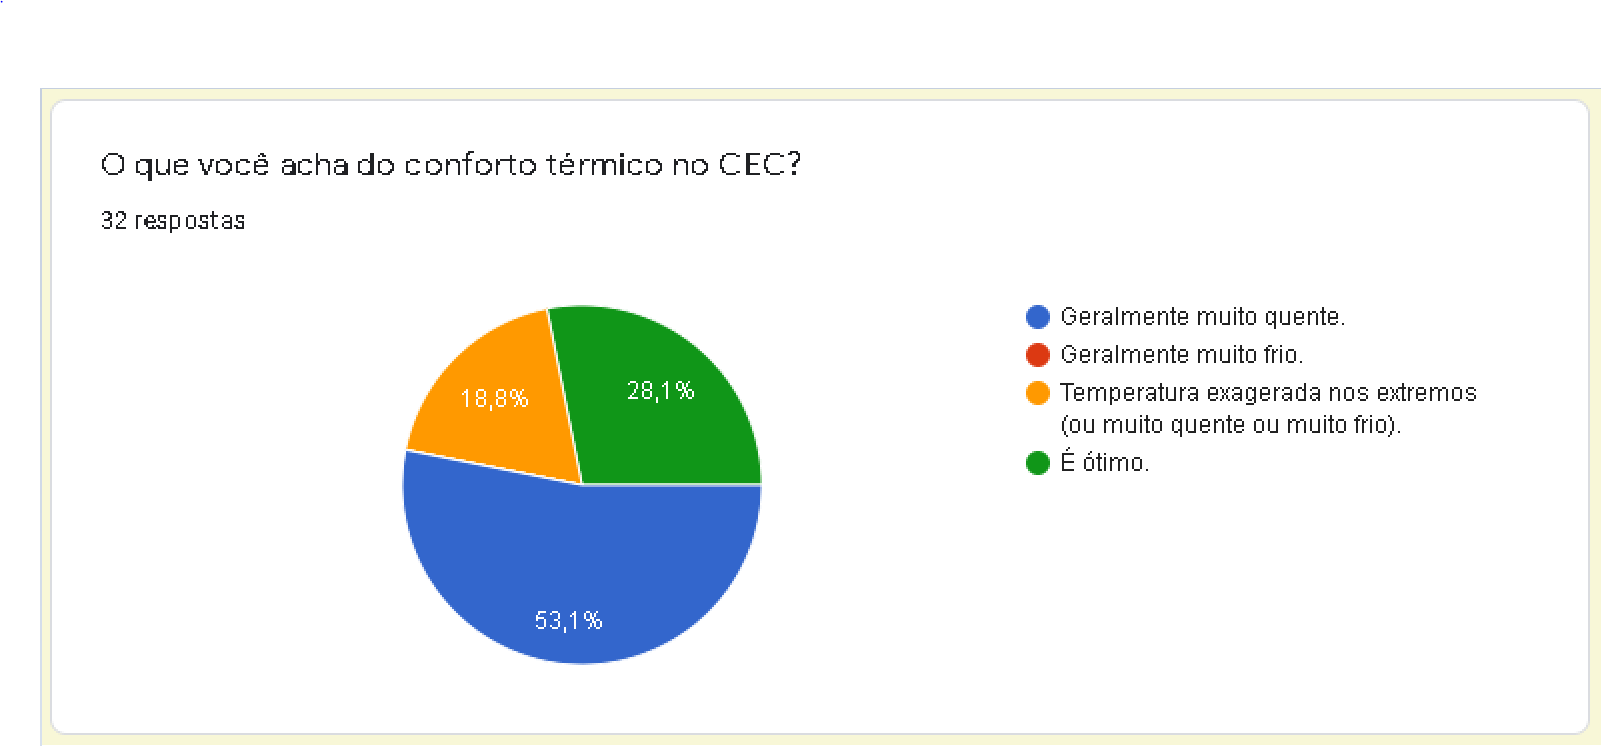 O que você acha do conforto térmico no CEC?
32 respostas
18,8%
28,1%
53,1%
Geralmente muito quente.
Geralmente muito frio.
Temperatura exagerada nos extremos
(ou muito quente ou muito frio).
É ótimo.